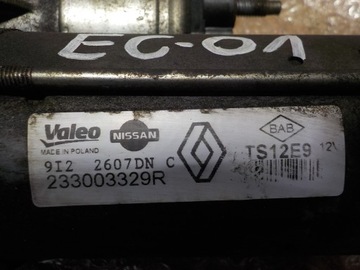 EC-01
Valeo
MADE IN POLAND
NISSAN
BAB
9I2 2607DN C
TS12E9 12V
233003329R